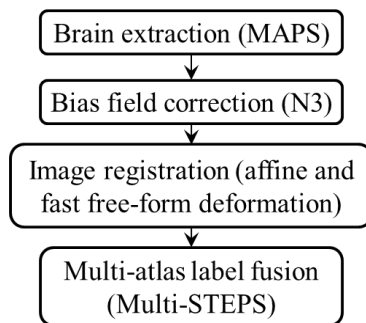 Brain extraction (MAPS)
Bias field correction (N3)
Image registration (affine and
fast free-form deformation)
Multi-atlas label fusion
(Multi-STEPS)